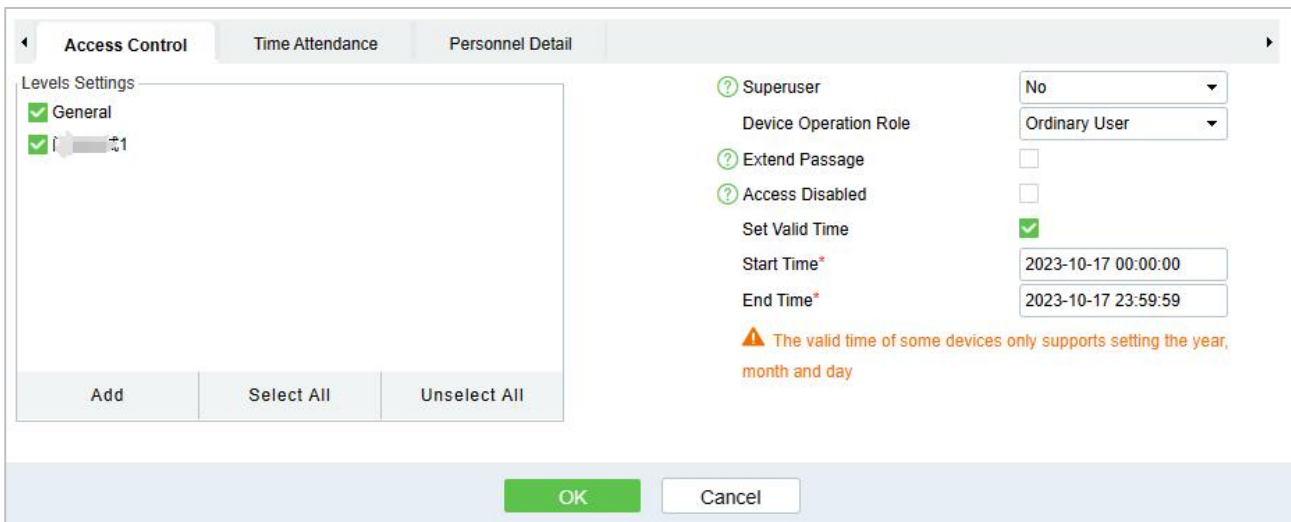 Access Control Time Attendance Personnel Detail
Levels Settings
General
1
? Superuser No
Device Operation Role Ordinary User
? Extend Passage
? Access Disabled
Set Valid Time
Start Time* 2023-10-17 00:00:00
End Time* 2023-10-17 23:59:59
The valid time of some devices only supports setting the year,
month and day
Add Select All Unselect All
OK Cancel